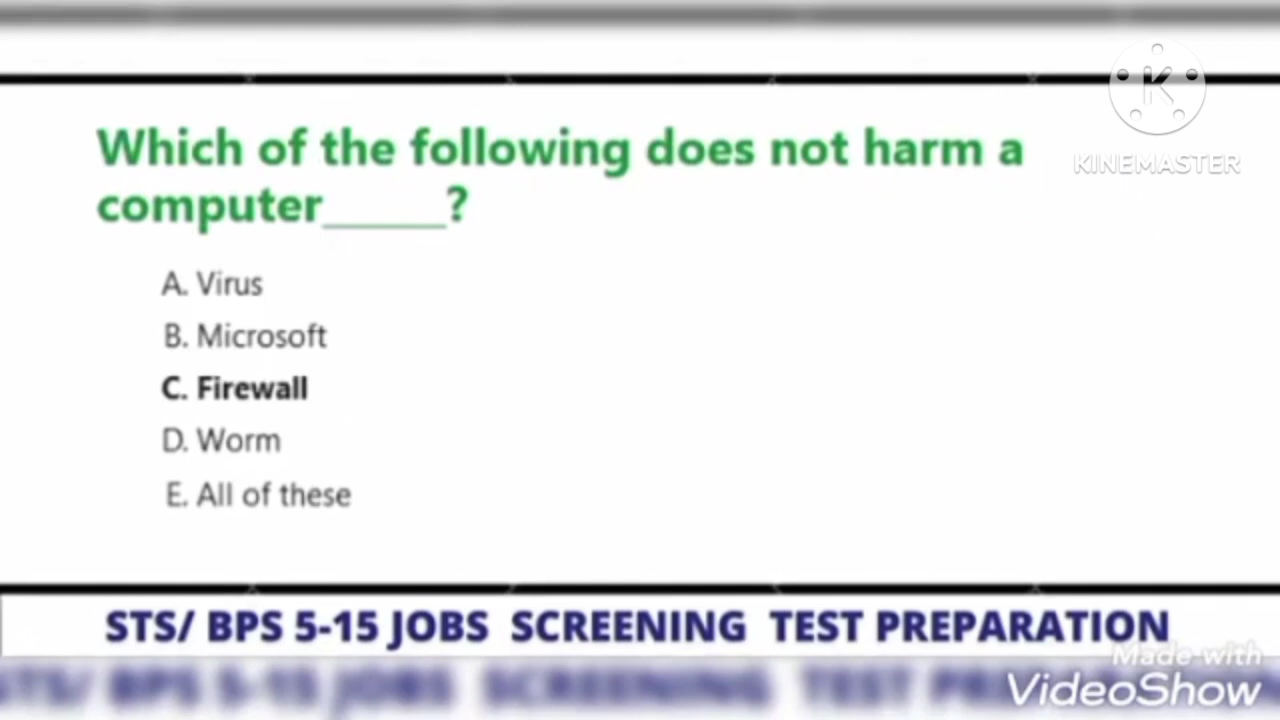 KINEMASTER
Which of the following does not harm a
computer_____?
A. Virus
B. Microsoft
C. Firewall
D. Worm
E. All of these
STS/ BPS 5-15 JOBS SCREENING TEST PREPARATION
Made with
VideoShow